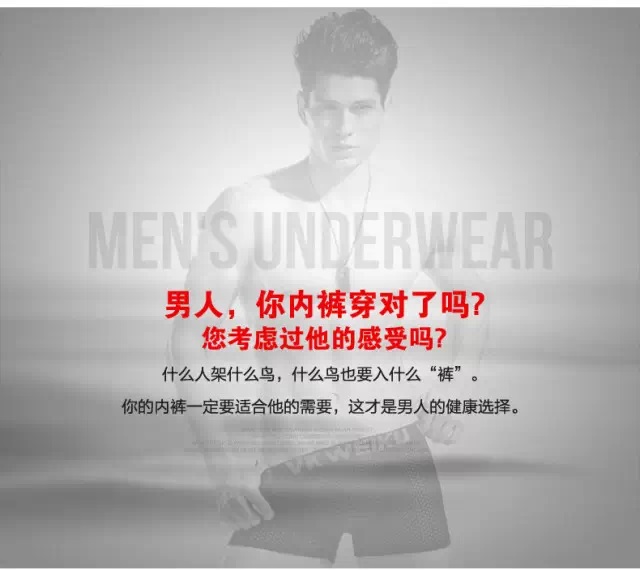 MEN'S UNDERWEAR
男人，你内裤穿对了吗?
您考虑过他的感受吗?
什么人架什么鸟，什么鸟也要入什么“裤”。
你的内裤一定要适合他的需要，这才是男人的健康选择。
VK WEIKU